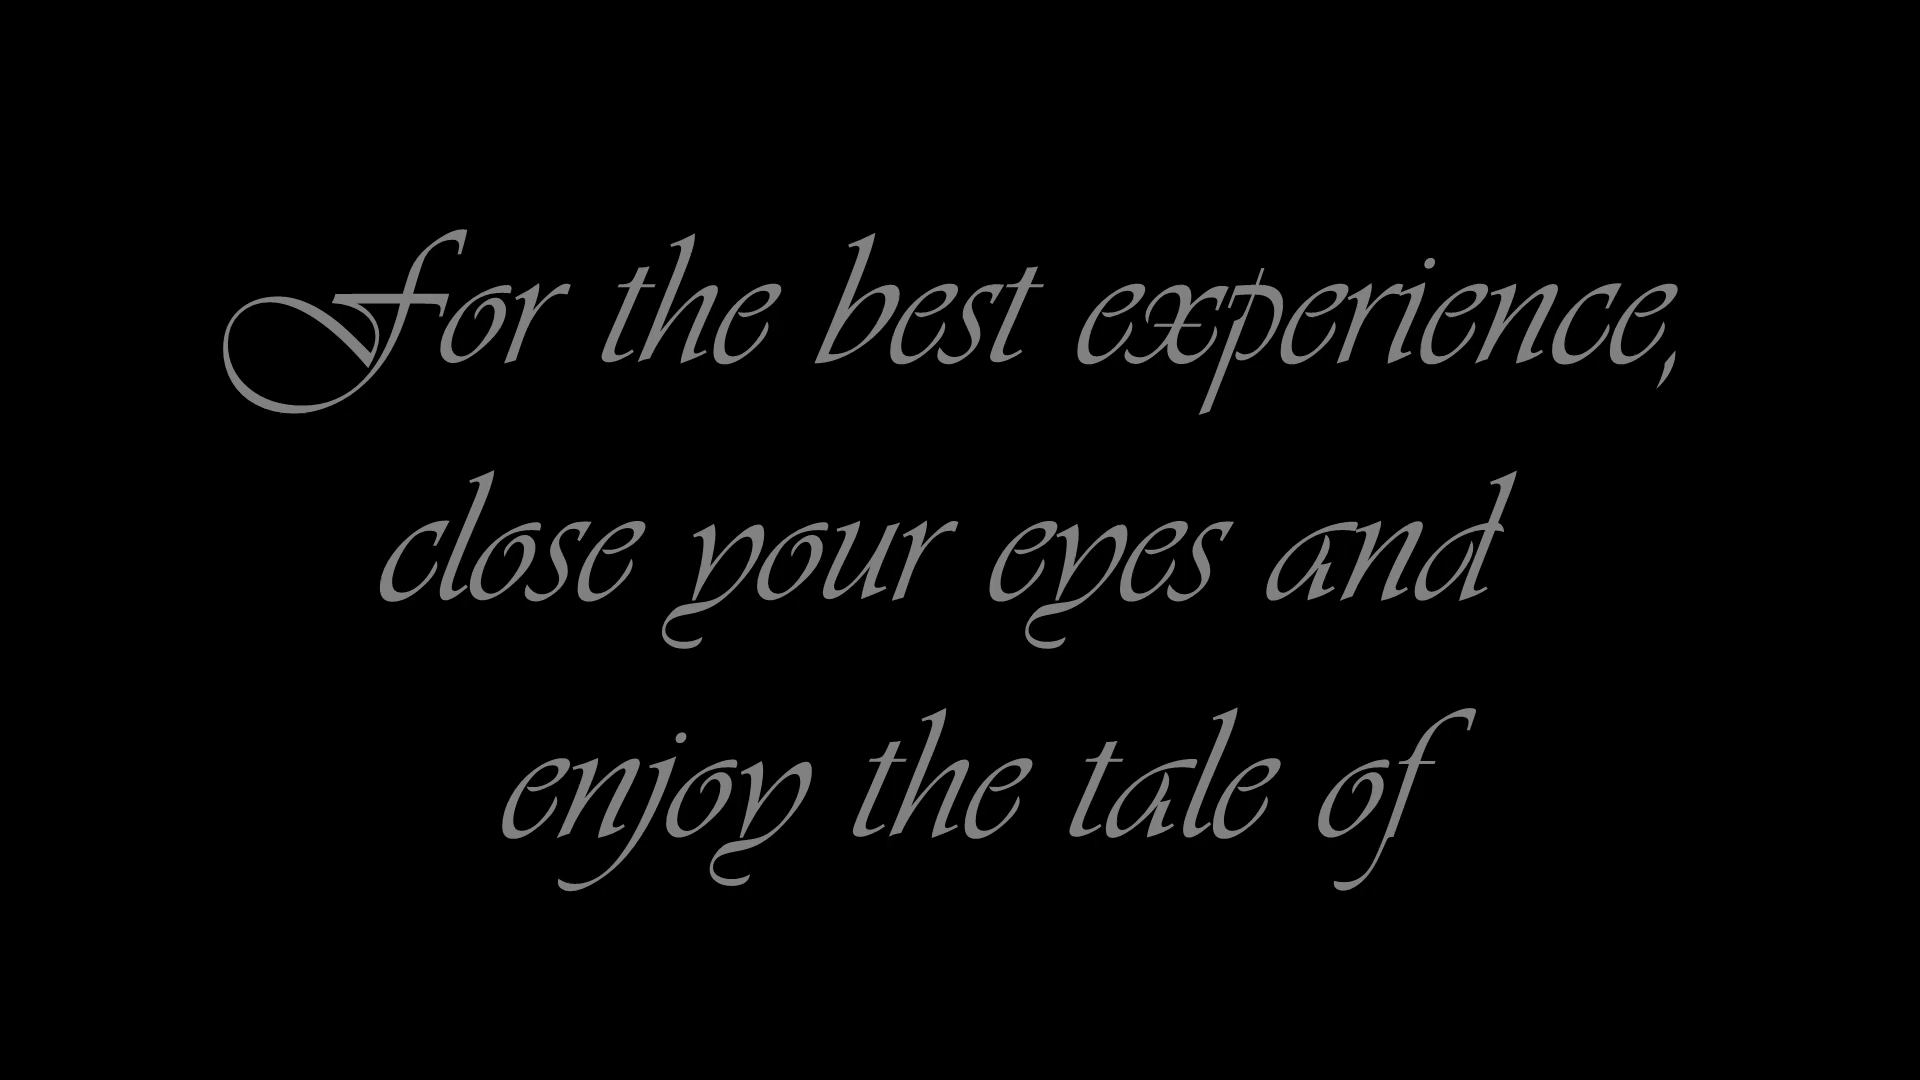 For the best experience,
close your eyes and
enjoy the tale of